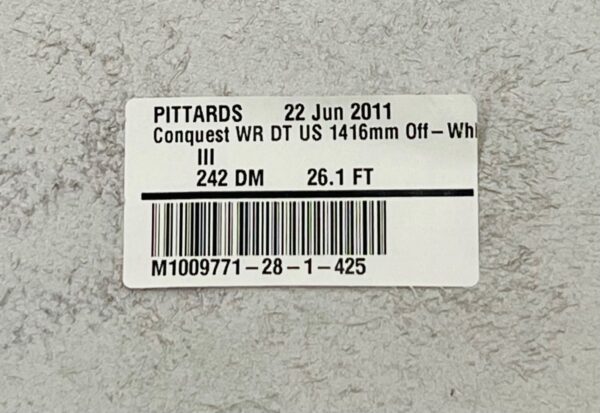 PITTARDS 22 Jun 2011
Conquest WR DT US 1416mm Off-Whi
III
242 DM 26.1 FT
M1009771-28-1-425